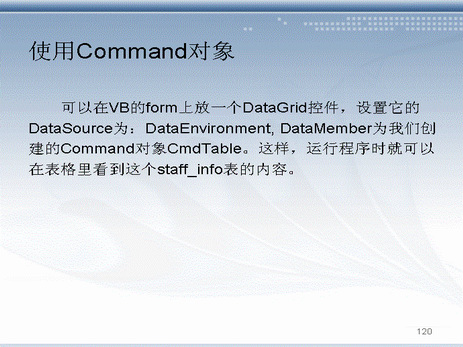 使用Command对象
可以在VB的form上放一个DataGrid控件，设置它的
DataSource为：DataEnvironment, DataMember为我们创
建的Command对象CmdTable。这样，运行程序时就可以
在表格里看到这个staff_info表的内容。
120